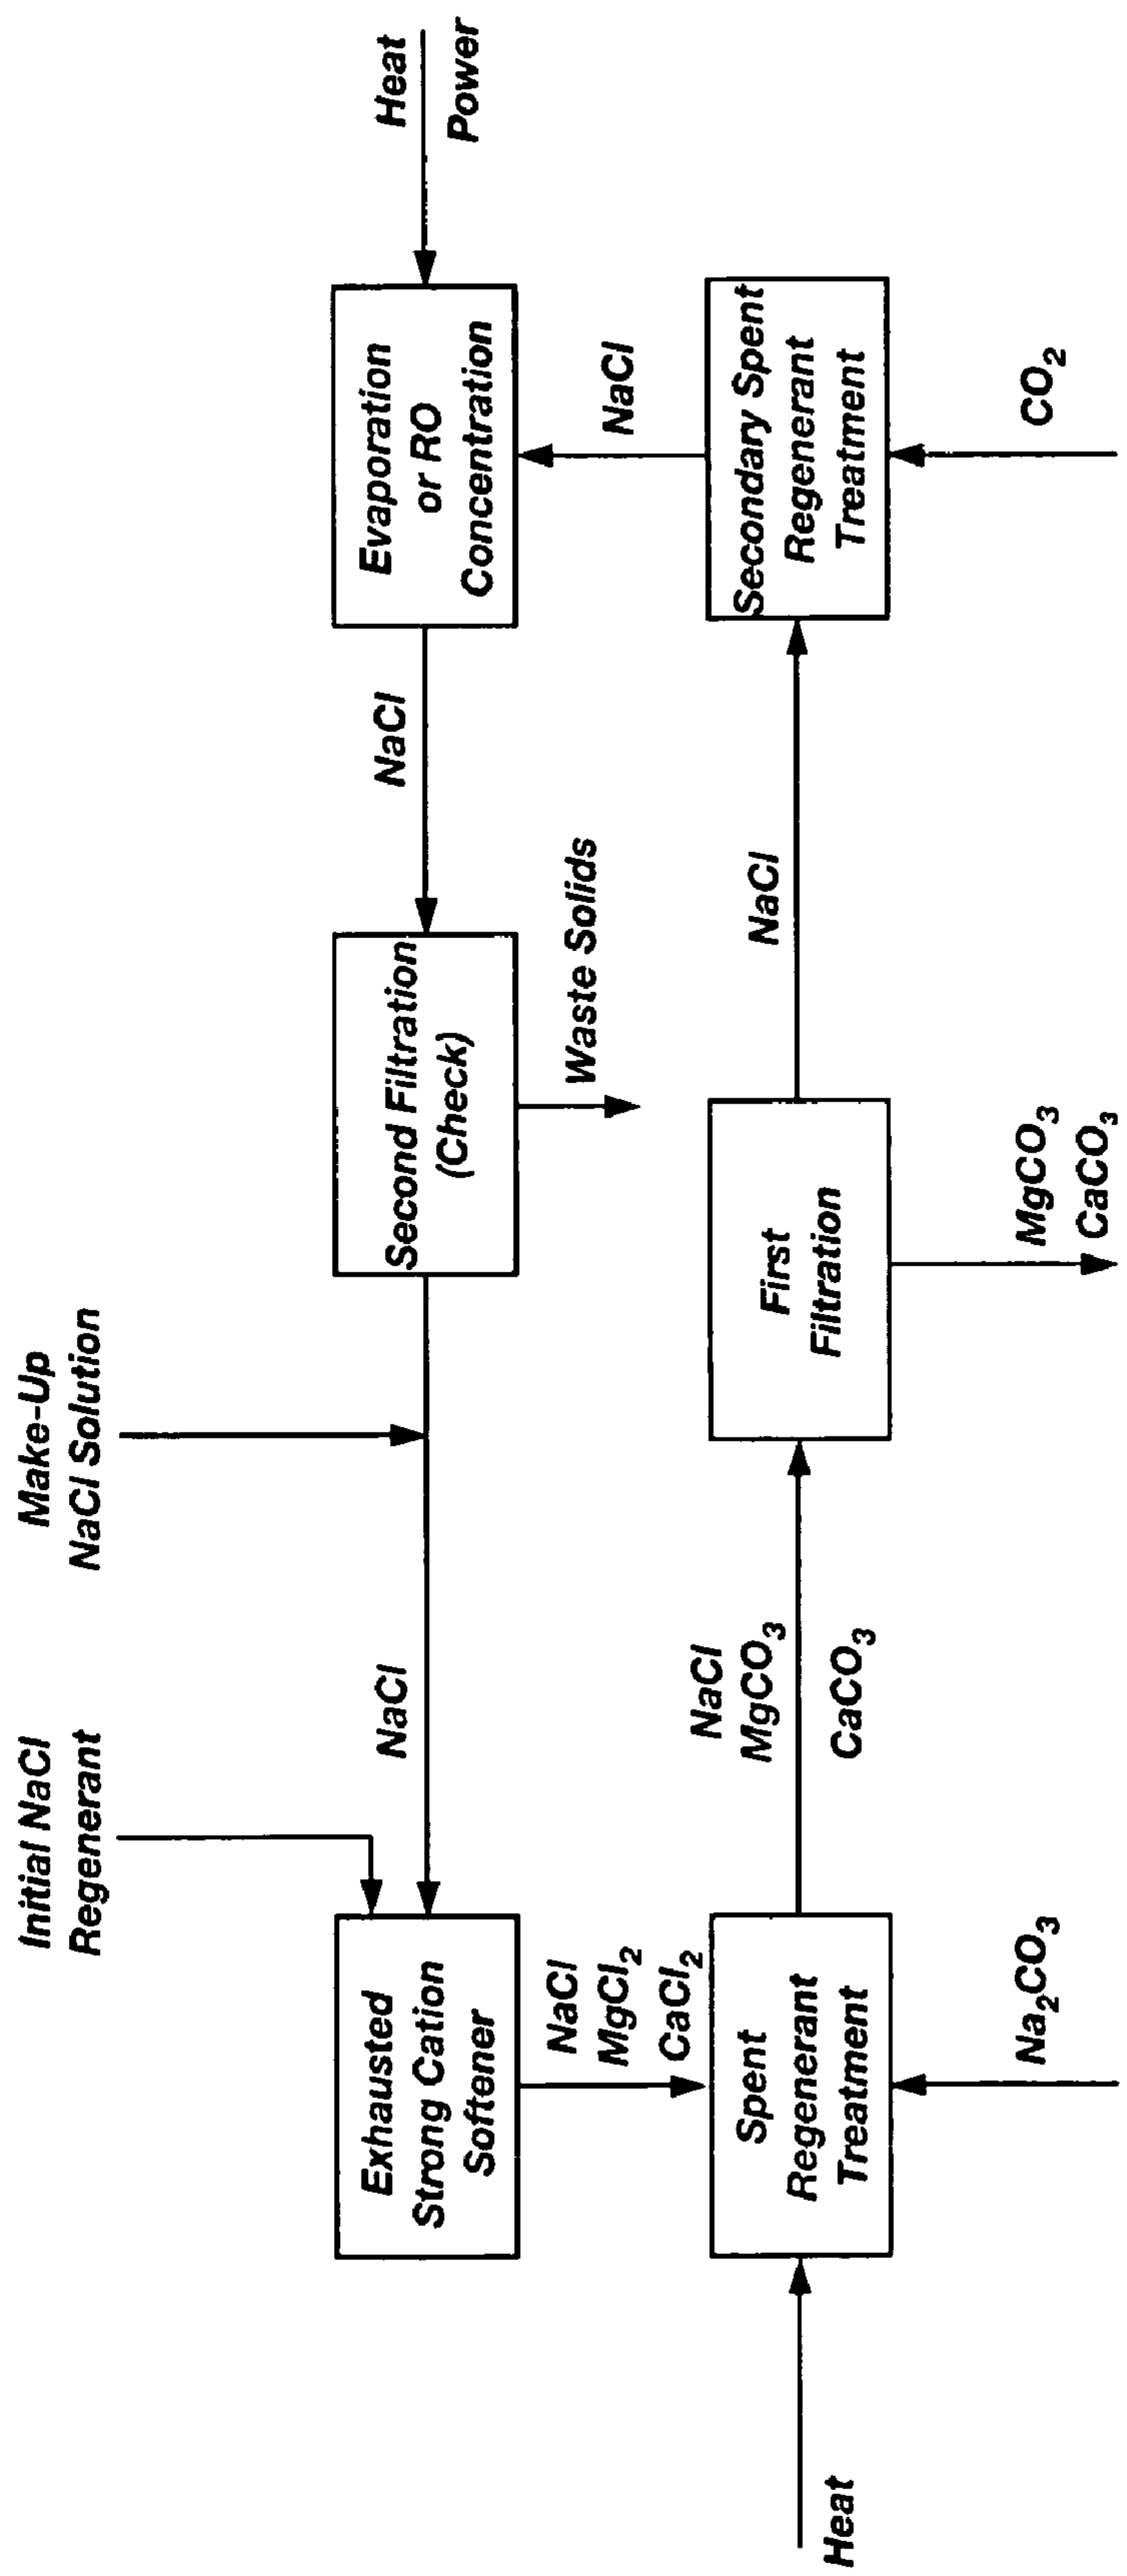 Initial NaCl
Regenerant
Make-Up
NaCl Solution
Exhausted
Strong Cation
Softener
NaCl
Second Filtration
(Check)
NaCl
Evaporation
or RO
Concentration
Heat
Power
NaCl
MgCl₂
CaCl₂
Waste Solids
NaCl
Heat
Spent
Regenerant
Treatment
NaCl
MgCO₃
CaCO₃
First
Filtration
NaCl
Secondary Spent
Regenerant
Treatment
Na₂CO₃
MgCO₃
CaCO₃
CO₂